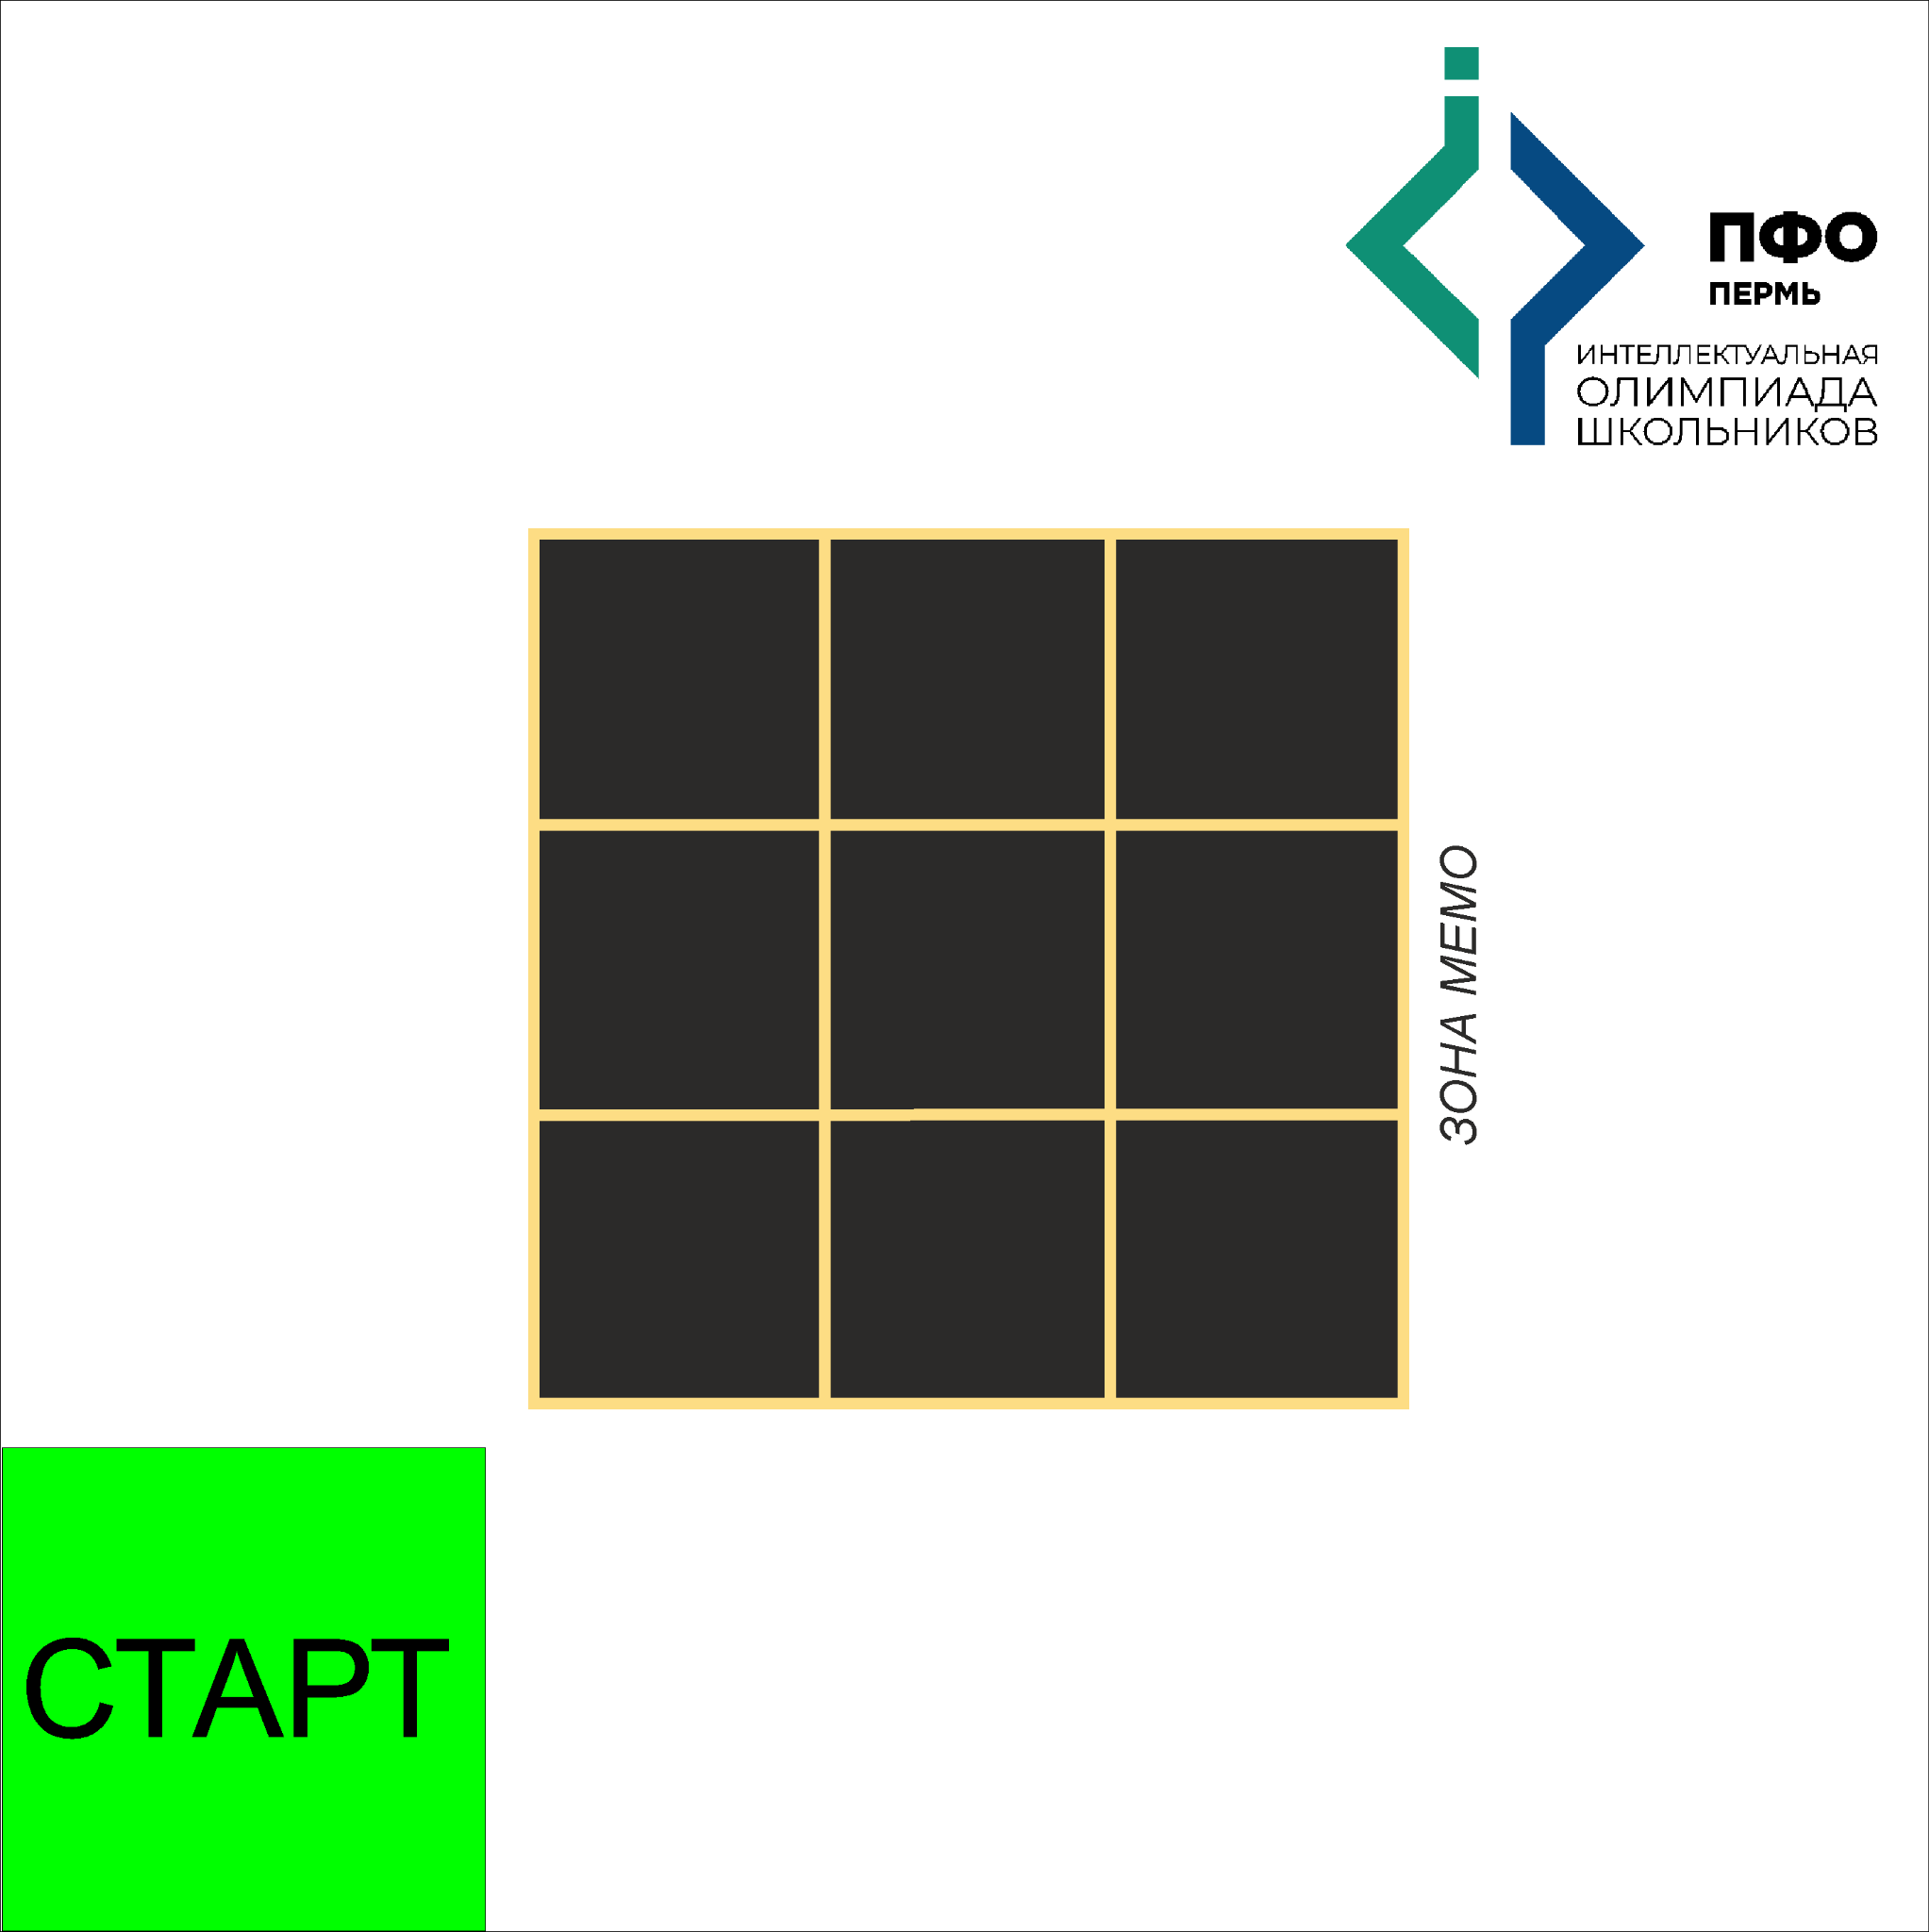 ПФО
ПЕРМЬ
ИНТЕЛЛЕКТУАЛЬНАЯ
ОЛИМПИАДА
ШКОЛЬНИКОВ
ЗОНА МЕМО
СТАРТ